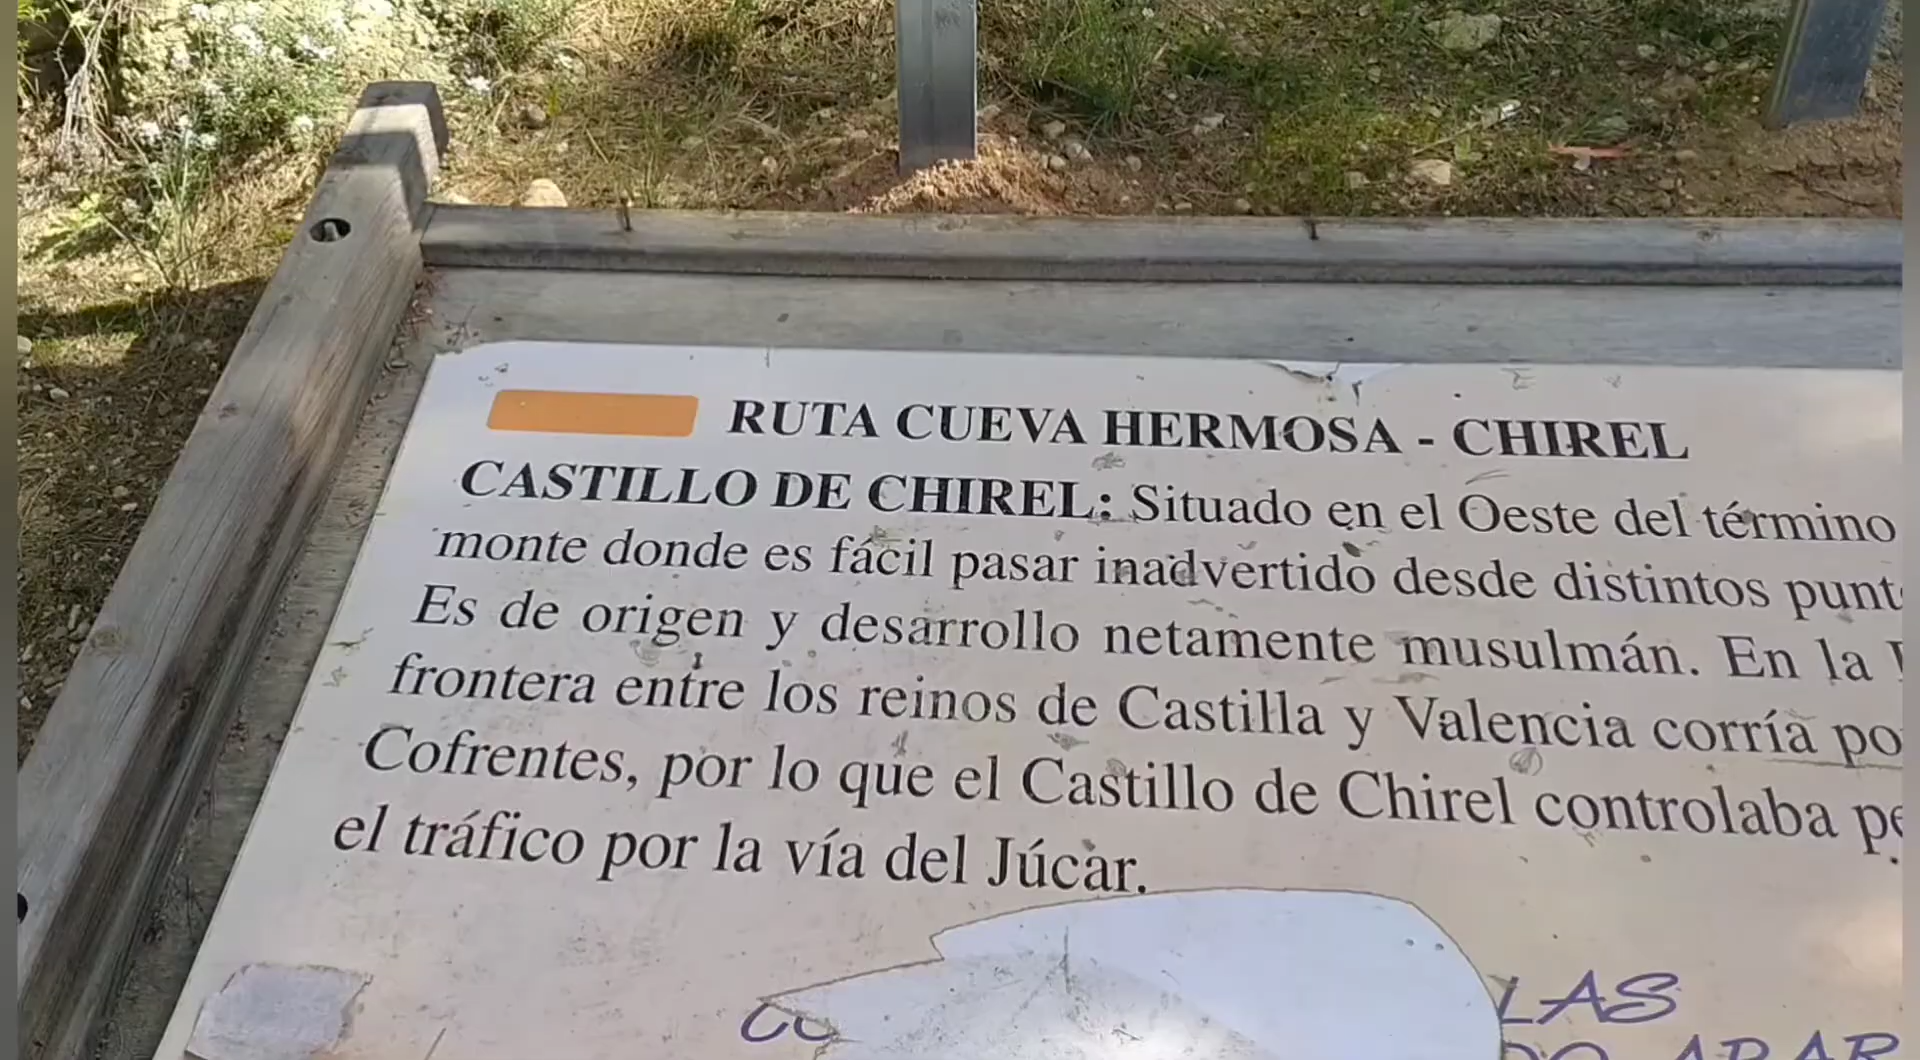 RUTA CUEVA HERMOSA - CHIREL
CASTILLO DE CHIREL: Situado en el Oeste del término
monte donde es fácil pasar inadvertido desde distintos
Es de origen y desarrollo netamente musulmán. En la
frontera entre los reinos de Castilla y Valencia corría
Cofrentes, por lo que el Castillo de Chirel controlaba
el tráfico por la vía del Júcar.
LAS